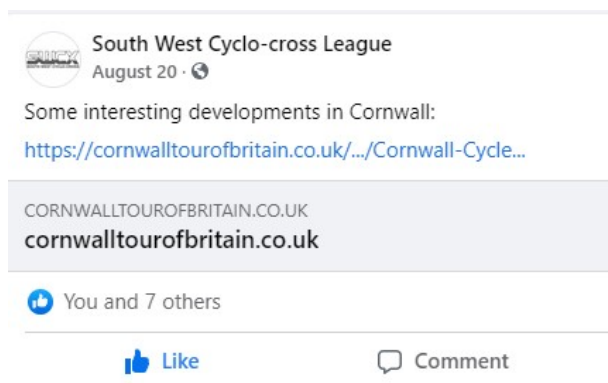 SWCX
South West Cyclo-cross League
August 20 ·
Some interesting developments in Cornwall:
https://cornwalltourofbritain.co.uk/.../Cornwall-Cycle...
CORNWALLTOUROFBRITAIN.CO.UK
cornwalltourofbritain.co.uk
You and 7 others
Like
Comment